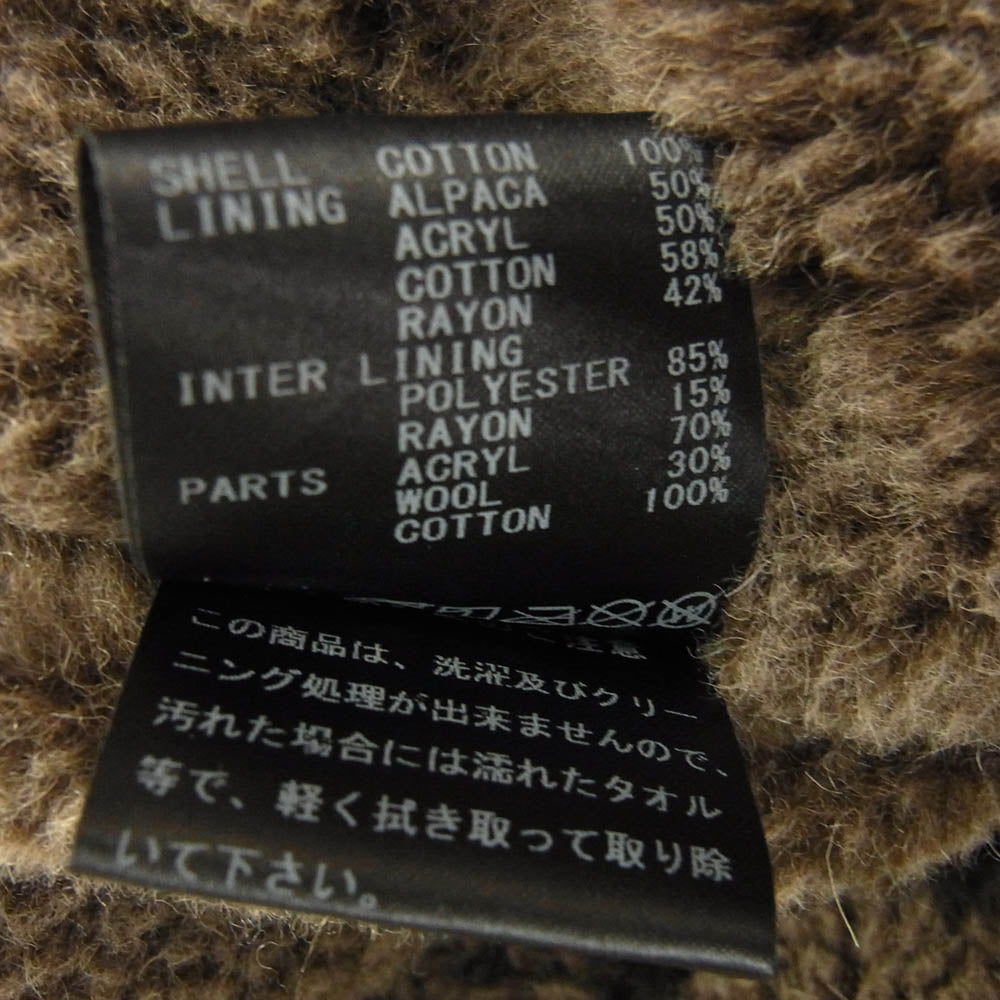 SHELL COTTON 100%
LINING ALPACA 50%
ACRYL 50%
COTTON 58%
RAYON 42%
INTER LINING
POLYESTER 85%
RAYON 15%
ACRYL 70%
PARTS WOOL 30%
COTTON 100%
注意
この商品は、洗濯及びクリー
ニング処理が出来ませんので、
汚れた場合には濡れたタオル
等で、軽く拭き取って取り除
いて下さい。